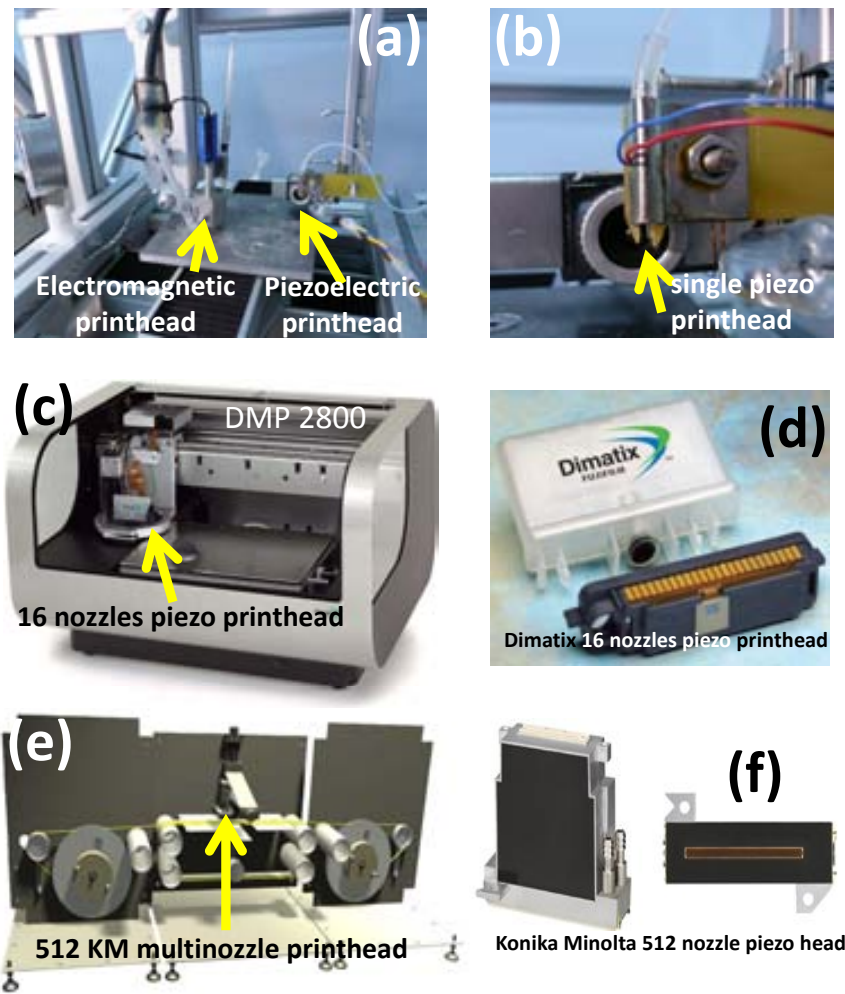 (a)
Electromagnetic
printhead
Piezoelectric
printhead
(b)
single piezo
printhead
(c)
DMP 2800
16 nozzles piezo printhead
(d)
Dimatix
FUJIFILM
Dimatix 16 nozzles piezo printhead
(e)
512 KM multinozzle printhead
(f)
Konika Minolta 512 nozzle piezo head